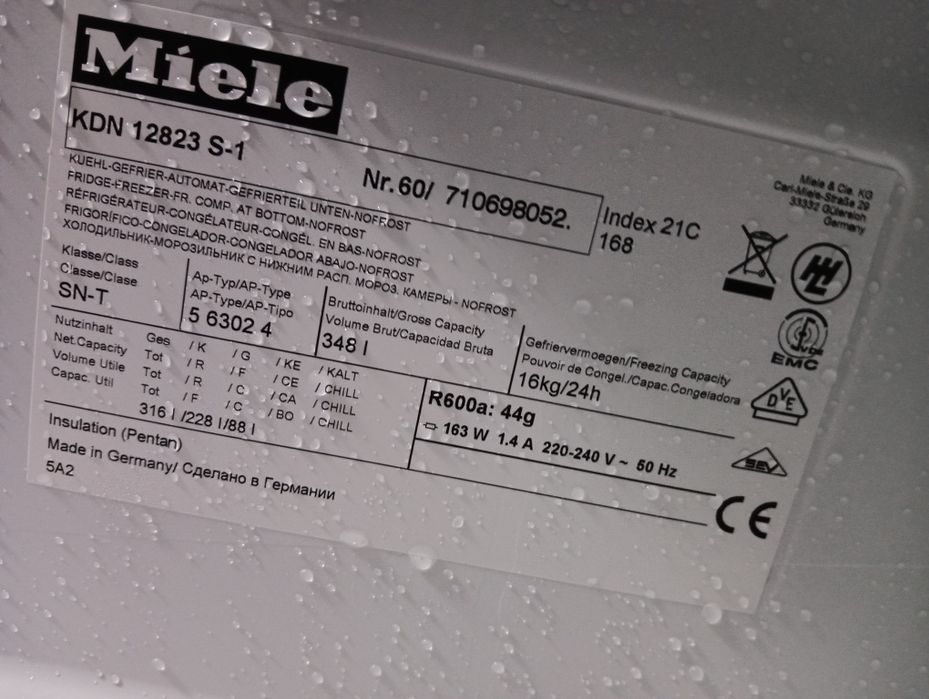 Miele
KDN 12823 S-1
Nr.60/ 710698052.
Index 21C
168
Miele & Cie. KG
Carl-Miele-Straße 29
33332 Gütersloh
Germany
KUEHL-GEFRIER-AUTOMAT-GEFRIERTEIL UNTEN-NOFROST
FRIDGE-FREEZER-FR. COMP. AT BOTTOM-NOFROST
RÉFRIGÉRATEUR-CONGÉLATEUR-CONGÉL. EN BAS-NOFROST
FRIGORÍFICO-CONGELADOR-CONGELADOR ABAJO-NOFROST
ХОЛОДИЛЬНИК-МОРОЗИЛЬНИК С НИЖНИМ РАСП. МОРОЗ. КАМЕРЫ - NOFROST
Klasse/Class
Classe/Clase
SN-T
Ap-Typ/AP-Type
AP-Type/AP-Tipo
5 6302 4
Bruttoinhalt/Gross Capacity
Volume Brut/Capacidad Bruta
348 l
Gefriervermoegen/Freezing Capacity
Pouvoir de Congel./Capac.Congeladora
16kg/24h
Nutzinhalt Ges / K / G / KE / KALT
Net.Capacity Tot / R / F / CE / CHILL
Volume Utile Tot / R / C / CA / CHILL
Capac. Util Tot / F / C / BO / CHILL
316 l /228 l/88 l
R600a: 44g
163 W 1.4 A 220-240 V ~ 50 Hz
Insulation (Pentan)
Made in Germany/ Сделано в Германии
5A2
EMC
DVE
SEV
CE